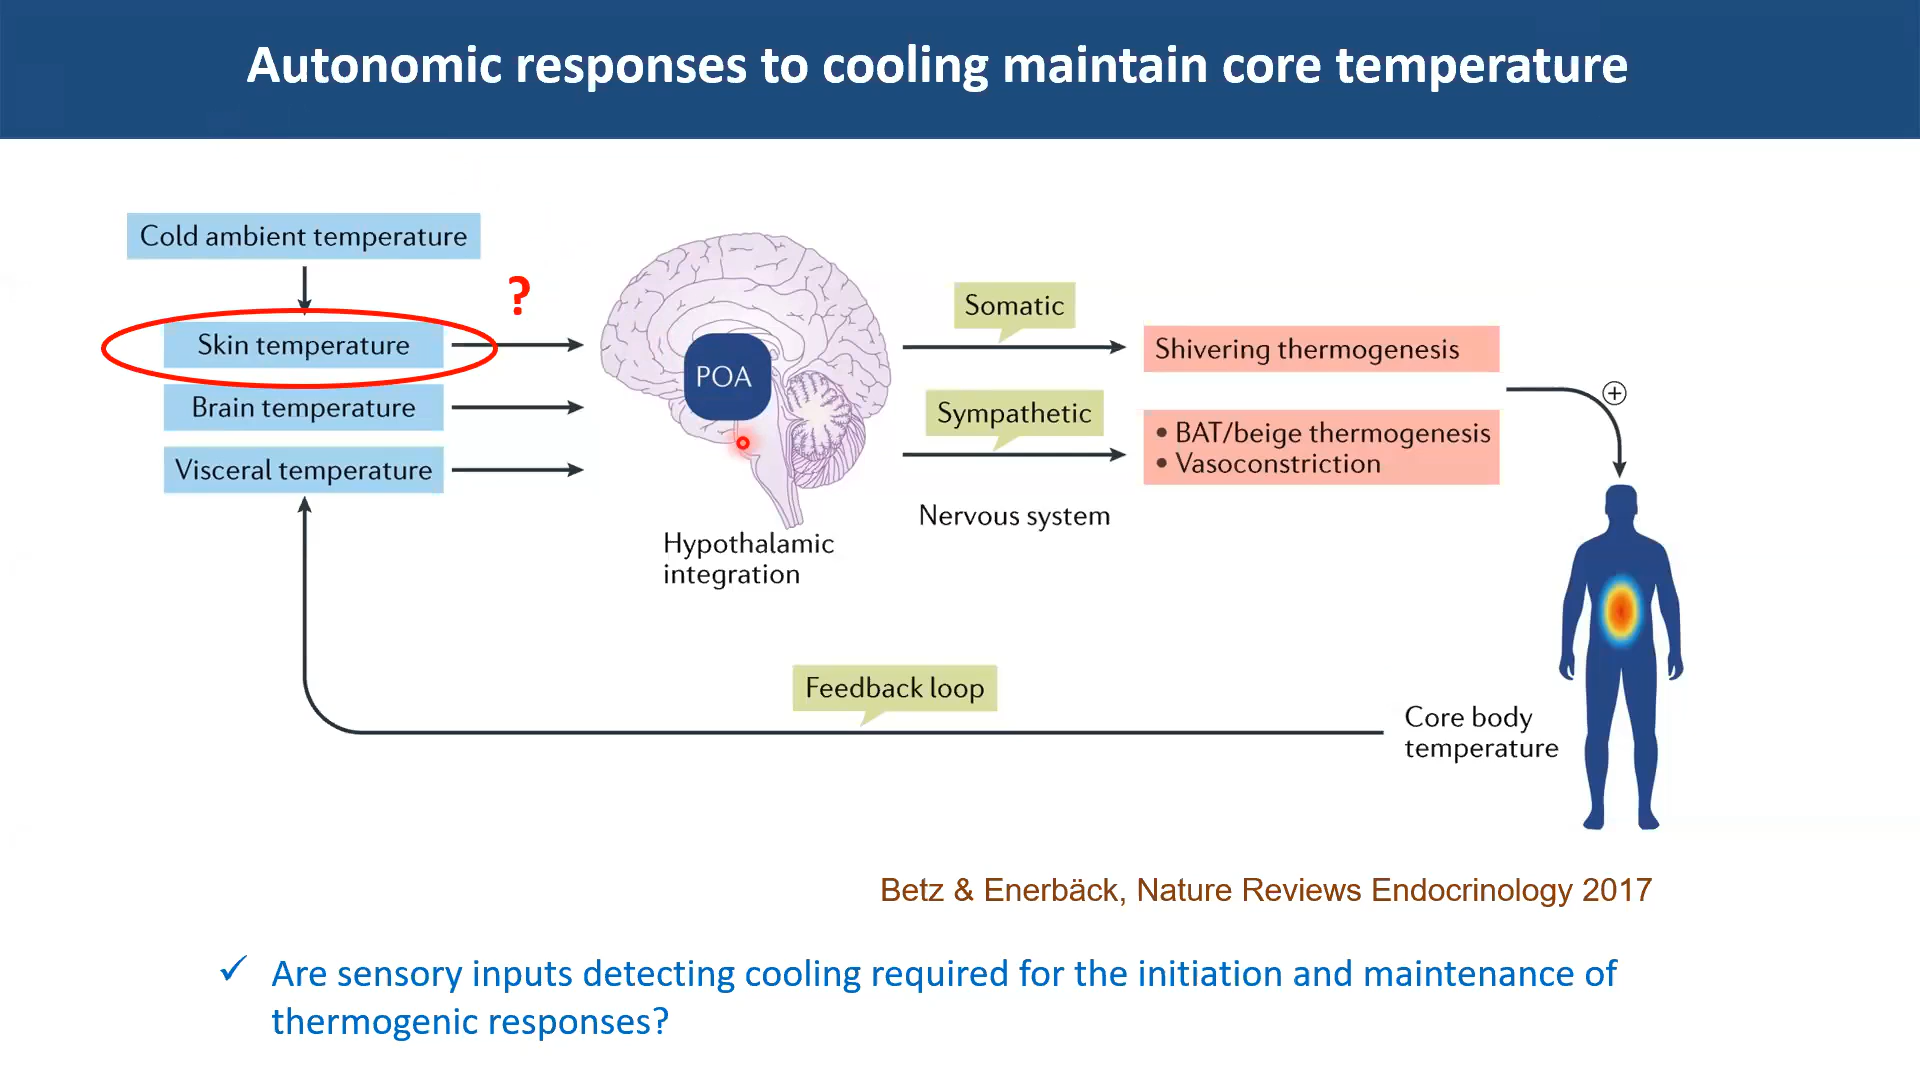 Autonomic responses to cooling maintain core temperature
Cold ambient temperature
?
Skin temperature
Brain temperature
Visceral temperature
POA
Hypothalamic
integration
Somatic
Sympathetic
Nervous system
Shivering thermogenesis
• BAT/beige thermogenesis
• Vasoconstriction
+
Feedback loop
Core body
temperature
Betz & Enerbäck, Nature Reviews Endocrinology 2017
✓ Are sensory inputs detecting cooling required for the initiation and maintenance of
thermogenic responses?